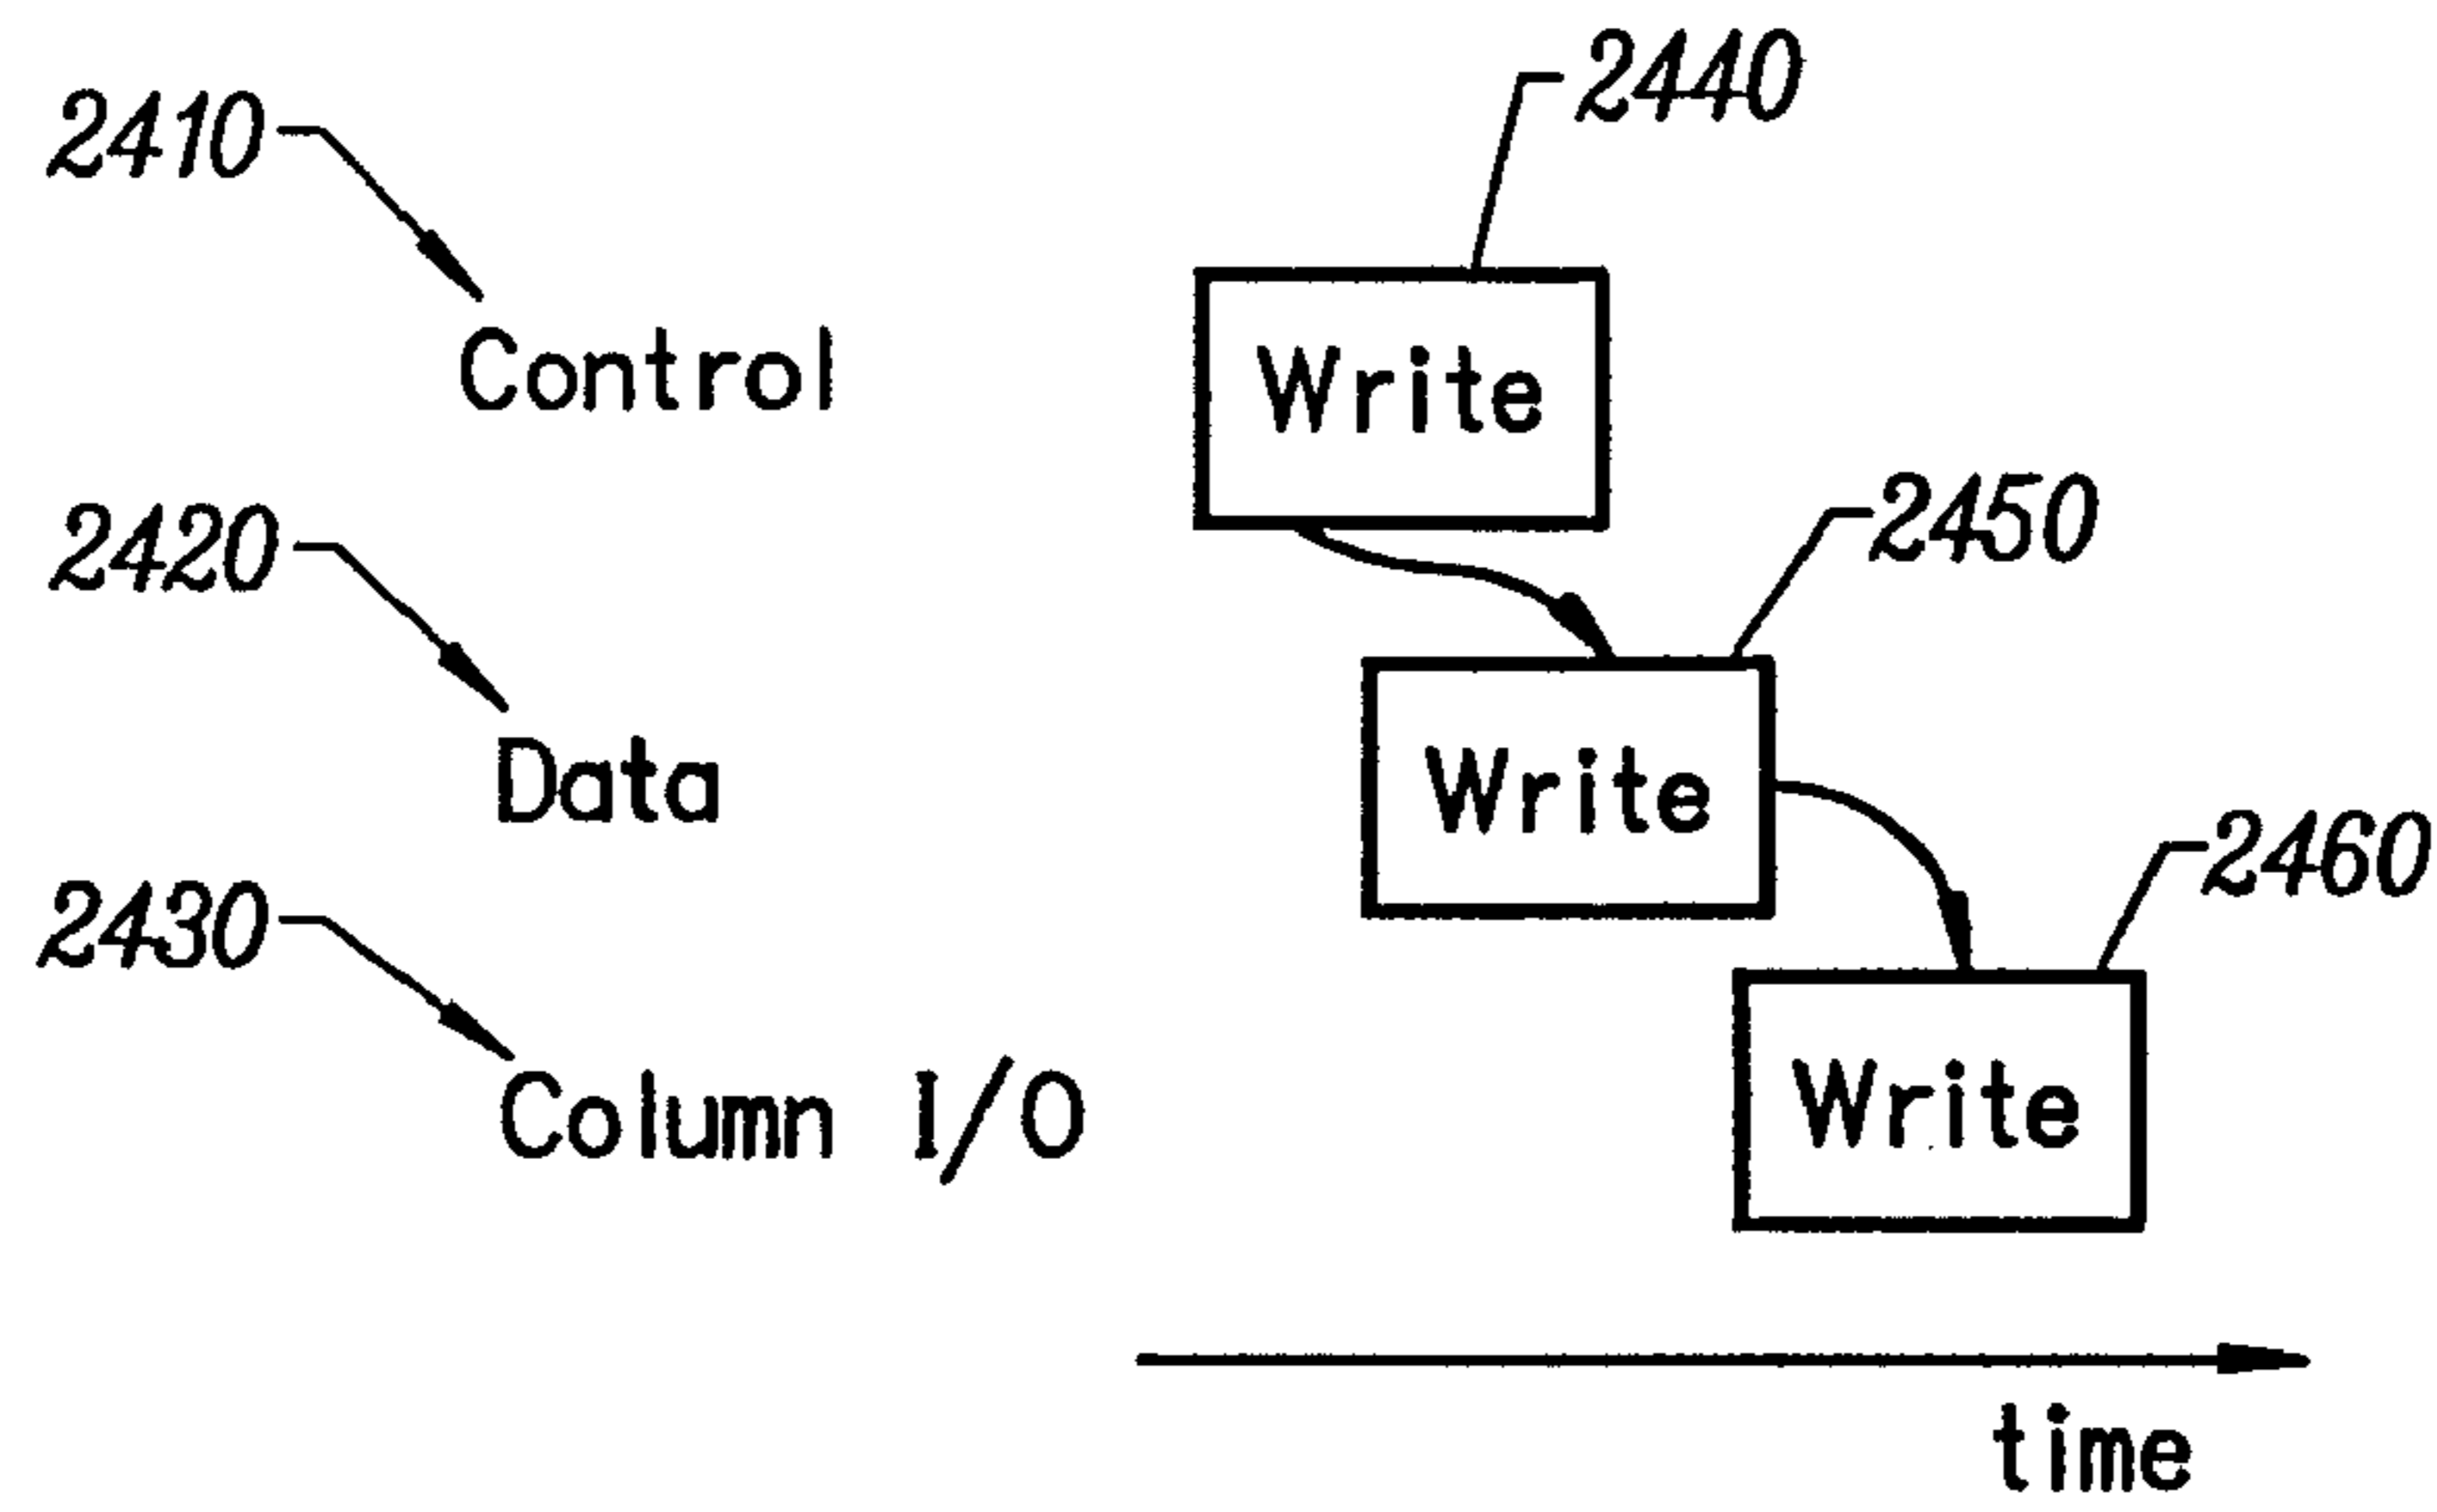 2440
2410
Control
Write
2450
2420
Data
Write
2460
2430
Column I/O
Write
time